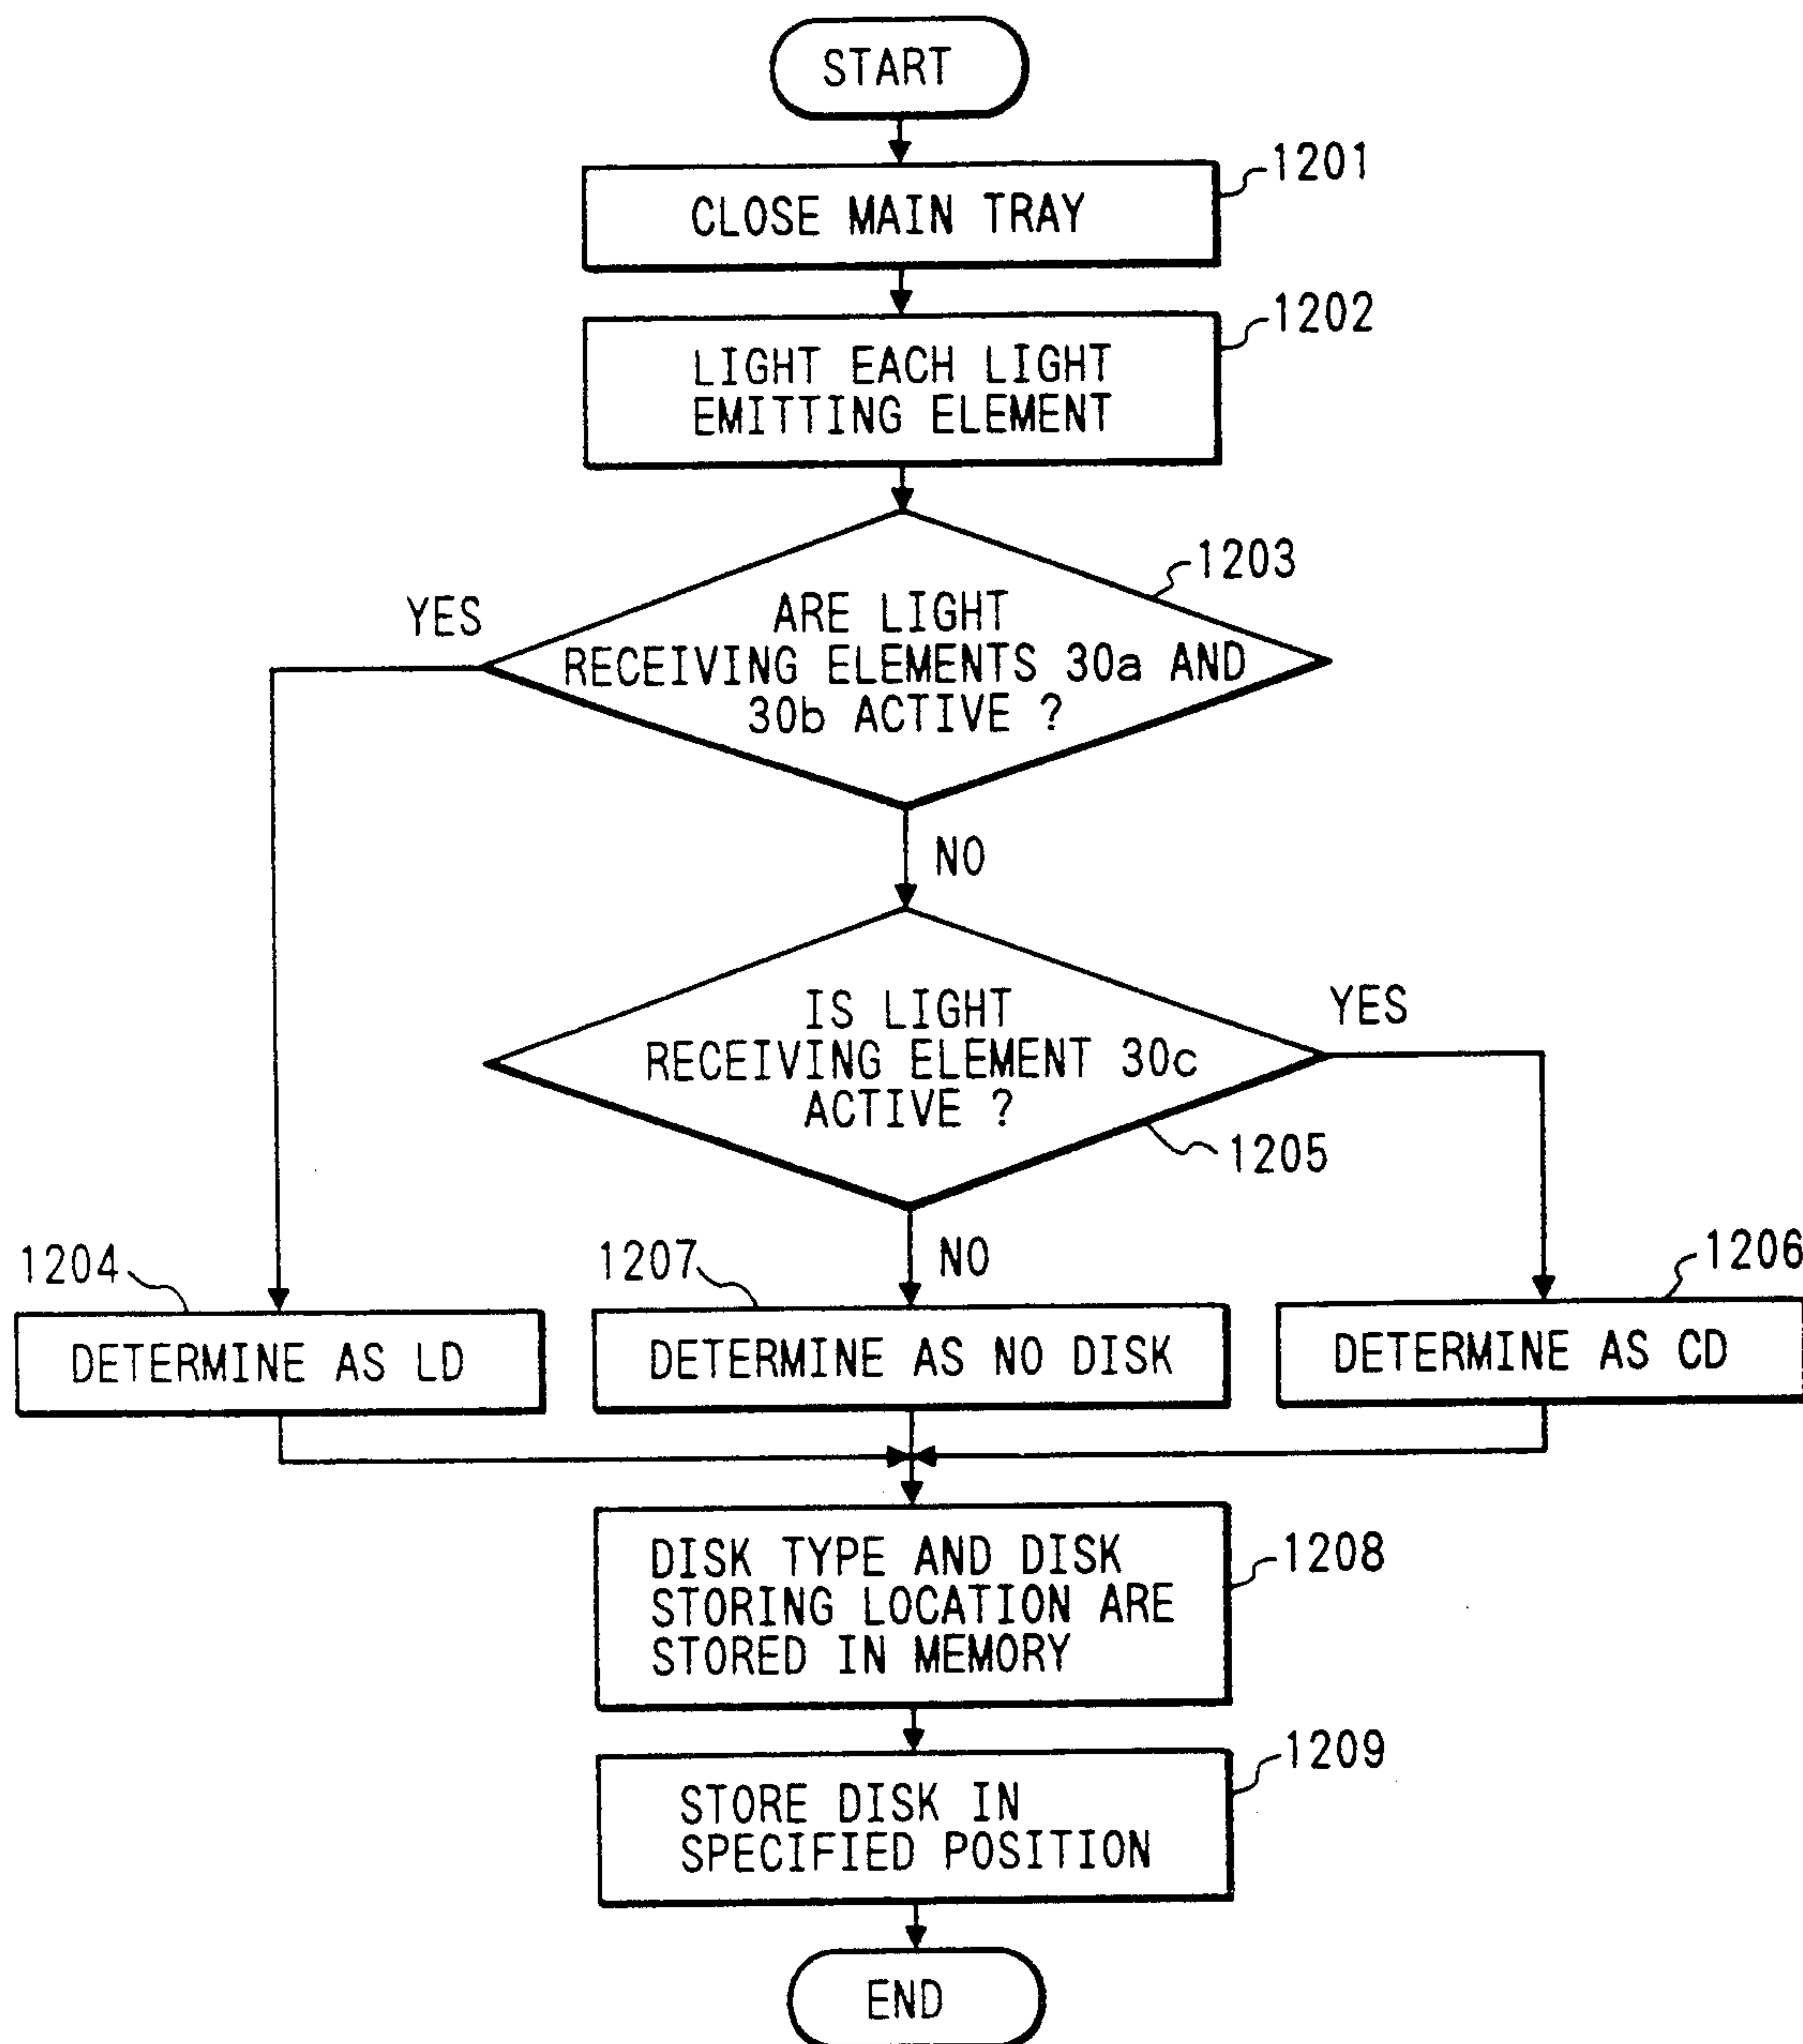 START
1201
CLOSE MAIN TRAY
1202
LIGHT EACH LIGHT
EMITTING ELEMENT
1203
YES
ARE LIGHT
RECEIVING ELEMENTS 30a AND
30b ACTIVE ?
NO
IS LIGHT
RECEIVING ELEMENT 30c
ACTIVE ?
YES
1205
NO
1204
DETERMINE AS LD
1207
DETERMINE AS NO DISK
1206
DETERMINE AS CD
1208
DISK TYPE AND DISK
STORING LOCATION ARE
STORED IN MEMORY
1209
STORE DISK IN
SPECIFIED POSITION
END